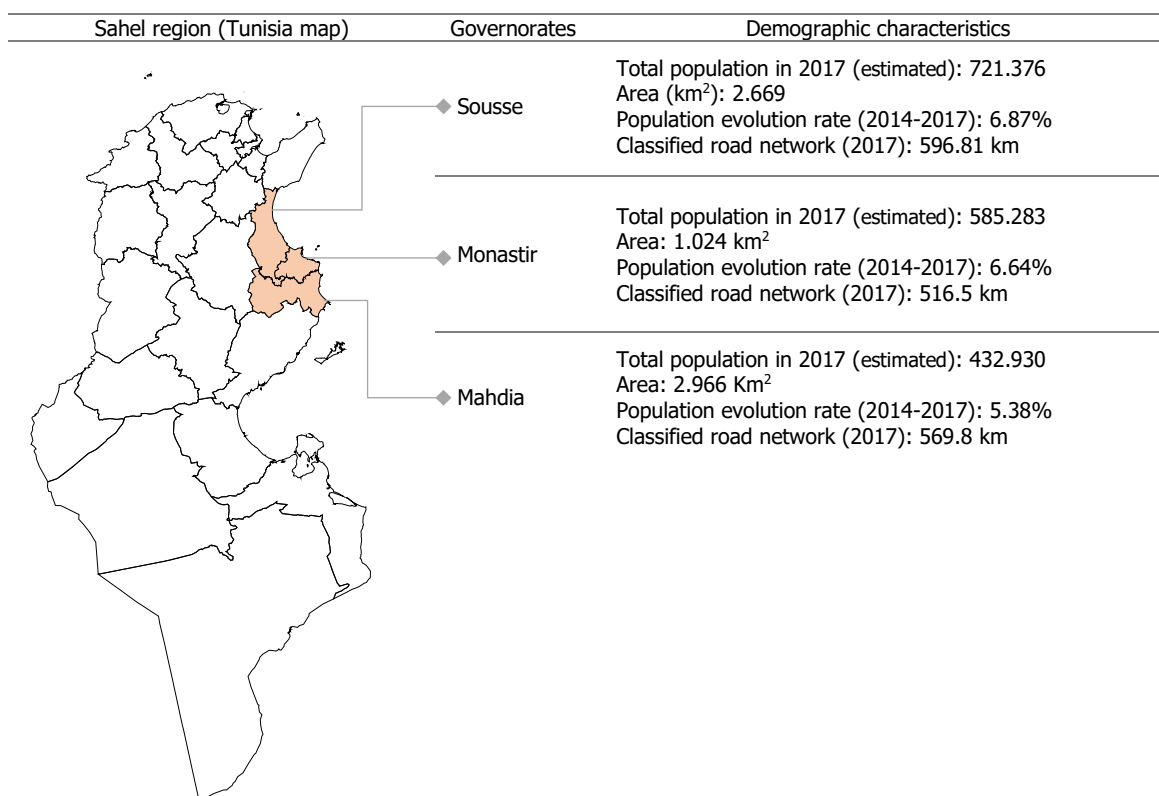 Sahel region (Tunisia map) Governorates Demographic characteristics
Sousse
Total population in 2017 (estimated): 721.376
Area (km²): 2.669
Population evolution rate (2014-2017): 6.87%
Classified road network (2017): 596.81 km
Monastir
Total population in 2017 (estimated): 585.283
Area: 1.024 km²
Population evolution rate (2014-2017): 6.64%
Classified road network (2017): 516.5 km
Mahdia
Total population in 2017 (estimated): 432.930
Area: 2.966 Km²
Population evolution rate (2014-2017): 5.38%
Classified road network (2017): 569.8 km